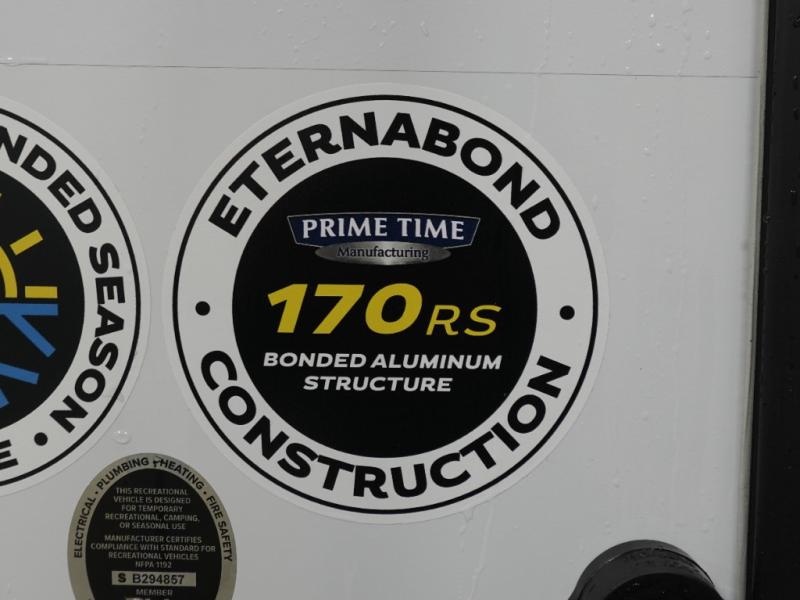 NDED SEASON
ETERNABOND
PRIME TIME
Manufacturing
170RS
BONDED ALUMINUM
STRUCTURE
CONSTRUCTION
ELECTRICAL • PLUMBING • HEATING • FIRE SAFETY
THIS RECREATIONAL
VEHICLE IS DESIGNED
FOR TEMPORARY
RECREATIONAL, CAMPING,
OR SEASONAL USE
MANUFACTURER CERTIFIES
COMPLIANCE WITH STANDARD FOR
RECREATIONAL VEHICLES
NFPA 1192
S B294857
MEMBER